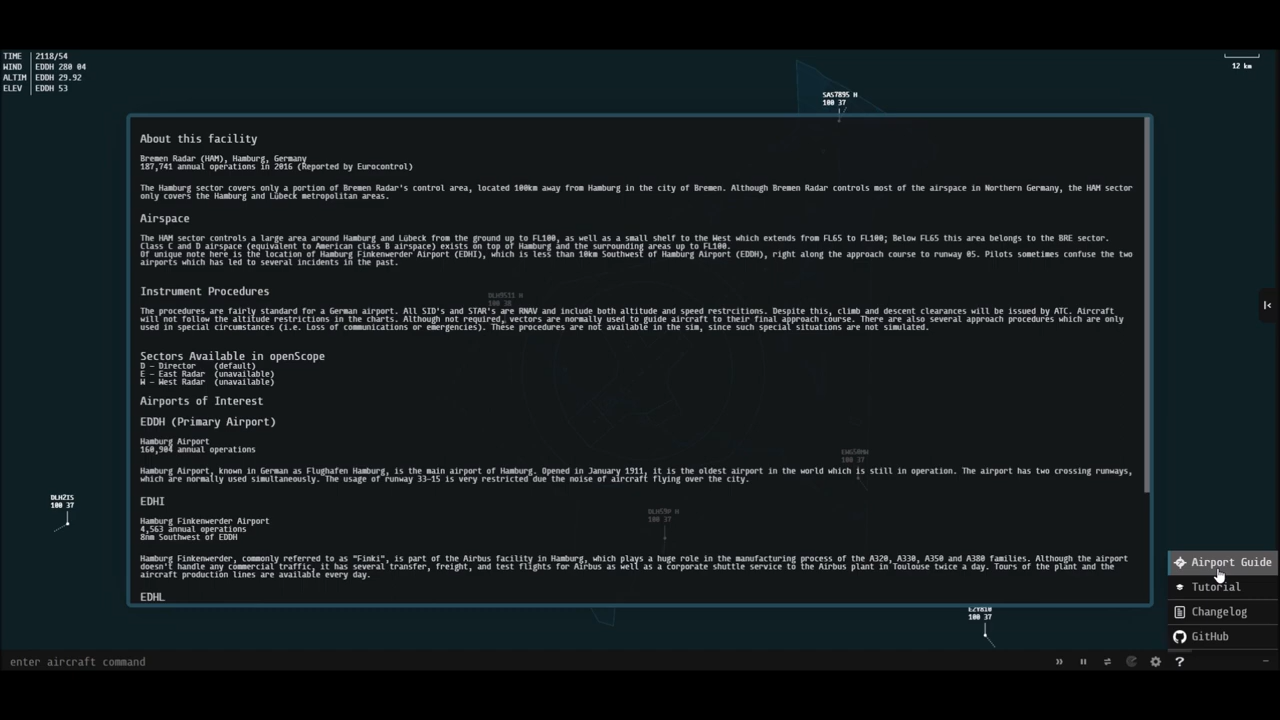 TIME 2118/54
WIND EDDH 280 04
ALTIM EDDH 29.92
ELEV EDDH 53
12 km
SAS7895 H
100 37
About this facility
Bremen Radar (HAM), Hamburg, Germany
187,741 annual operations in 2016 (Reported by Eurocontrol)
The Hamburg sector covers only a portion of Bremen Radar's control area, located 100km away from Hamburg in the city of Bremen. Although Bremen Radar controls most of the airspace in Northern Germany, the HAM sector
only covers the Hamburg and Lübeck metropolitan areas.
Airspace
The HAM sector controls a large area around Hamburg and Lübeck from the ground up to FL100, as well as a small shelf to the West which extends from FL65 to FL100; Below FL65 this area belongs to the BRE sector.
Class C and D airspace (equivalent to American class B airspace) exists on top of Hamburg and the surrounding areas up to FL100.
Of unique note here is the location of Hamburg Finkenwerder Airport (EDHI), which is less than 10km Southwest of Hamburg Airport (EDDH), right along the approach course to runway 05. Pilots sometimes confuse the two
airports which has led to several incidents in the past.
Instrument Procedures
DLH9531 H
100 38
The procedures are fairly standard for a German airport. All SID's and STAR's are RNAV and include both altitude and speed restrcitions. Despite this, climb and descent clearances will be issued by ATC. Aircraft
will not follow the altitude restrictions in the charts. Although not required, vectors are normally used to guide aircraft to their final approach course. There are also several approach procedures which are only
used in special circumstances (i.e. Loss of communications or emergencies). These procedures are not available in the sim, since such special situations are not simulated.
Sectors Available in openScope
D - Director (default)
E - East Radar (unavailable)
W - West Radar (unavailable)
Airports of Interest
EDDH (Primary Airport)
Hamburg Airport
160,904 annual operations
100 37
Hamburg Airport, known in German as Flughafen Hamburg, is the main airport of Hamburg. Opened in January 1911, it is the oldest airport in the world which is still in operation. The airport has two crossing runways,
which are normally used simultaneously. The usage of runway 33-15 is very restricted due the noise of aircraft flying over the city.
DLH2IS
100 37
EDHI
DLH59P H
100 37
Hamburg Finkenwerder Airport
4,563 annual operations
8nm Southwest of EDDH
Hamburg Finkenwerder, commonly referred to as "Finki", is part of the Airbus facility in Hamburg, which plays a huge role in the manufacturing process of the A320, A330, A350 and A380 families. Although the airport
doesn't handle any commercial traffic, it has several transfer, freight, and test flights for Airbus as well as a corporate shuttle service to the Airbus plant in Toulouse twice a day. Tours of the plant and the
aircraft production lines are available every day.
EDHL
EZY810
100 37
Airport Guide
Tutorial
Changelog
GitHub
enter aircraft command
?